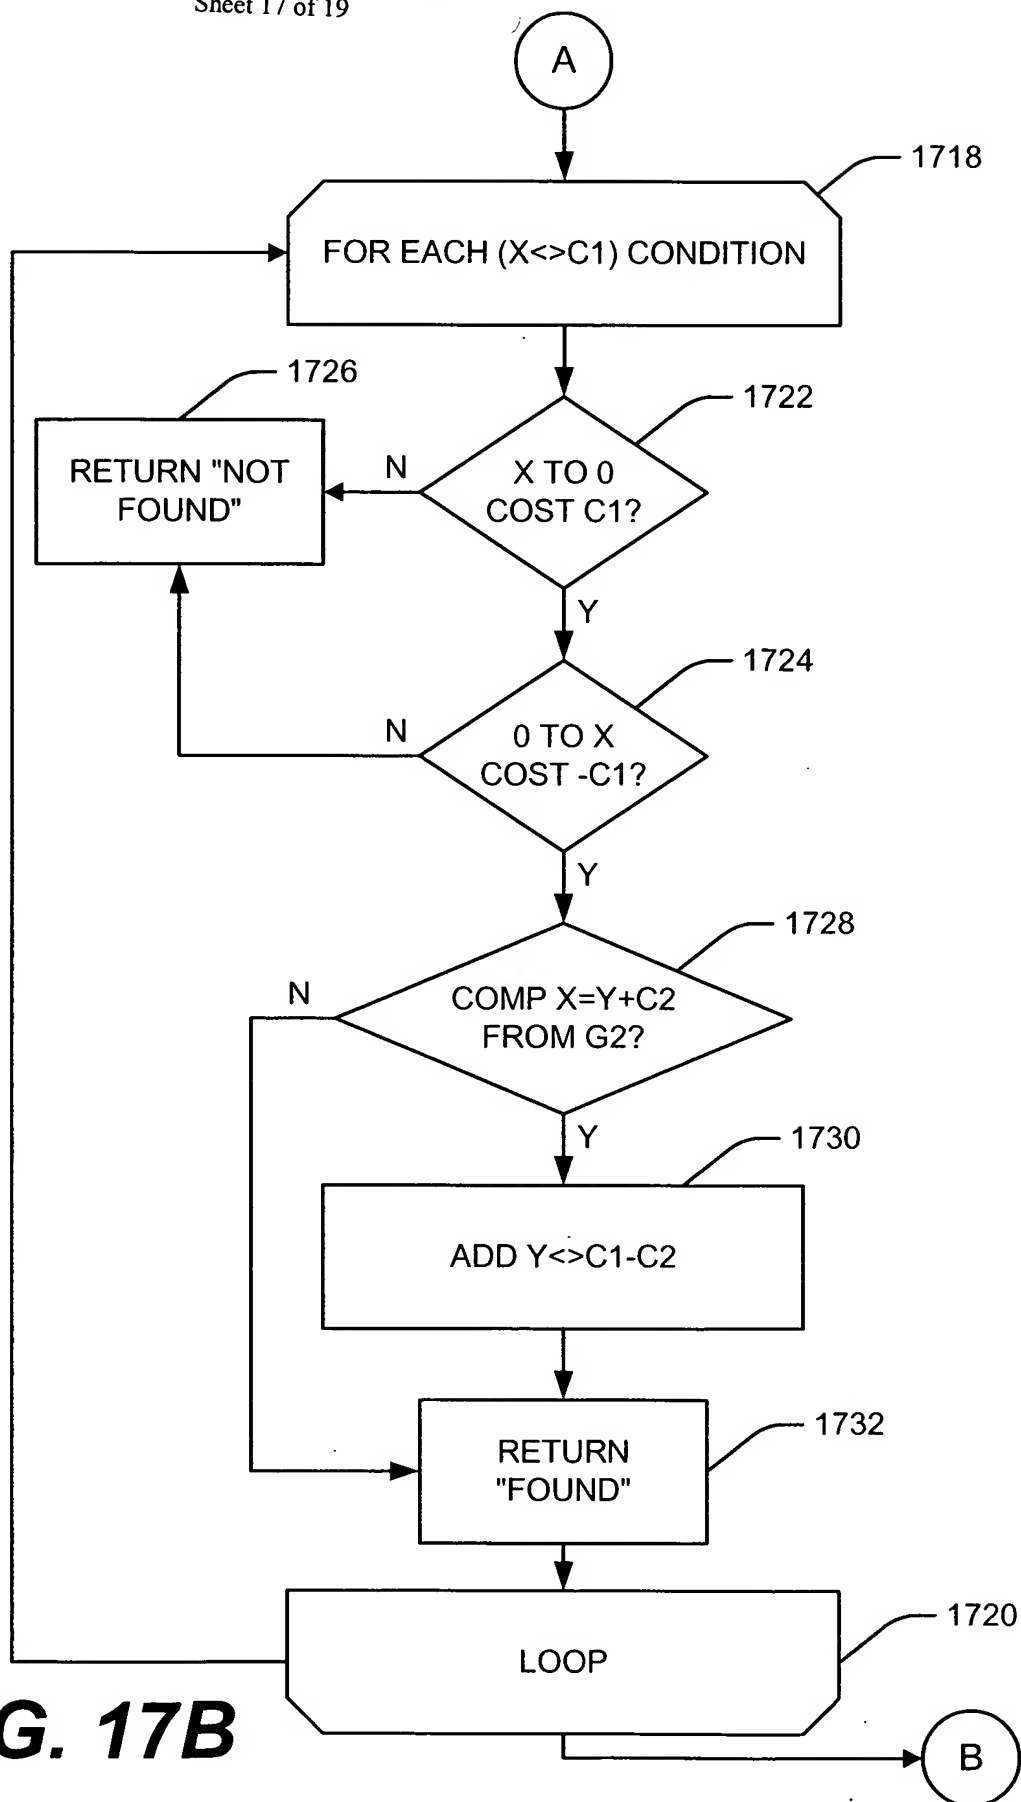 Sheet 17 of 19
A
1718
FOR EACH (X<>C1) CONDITION
1726
1722
RETURN "NOT
FOUND"
N
X TO 0
COST C1?
Y
1724
N
0 TO X
COST -C1?
Y
1728
N
COMP X=Y+C2
FROM G2?
Y
1730
ADD Y<>C1-C2
1732
RETURN
"FOUND"
1720
LOOP
G. 17B
B